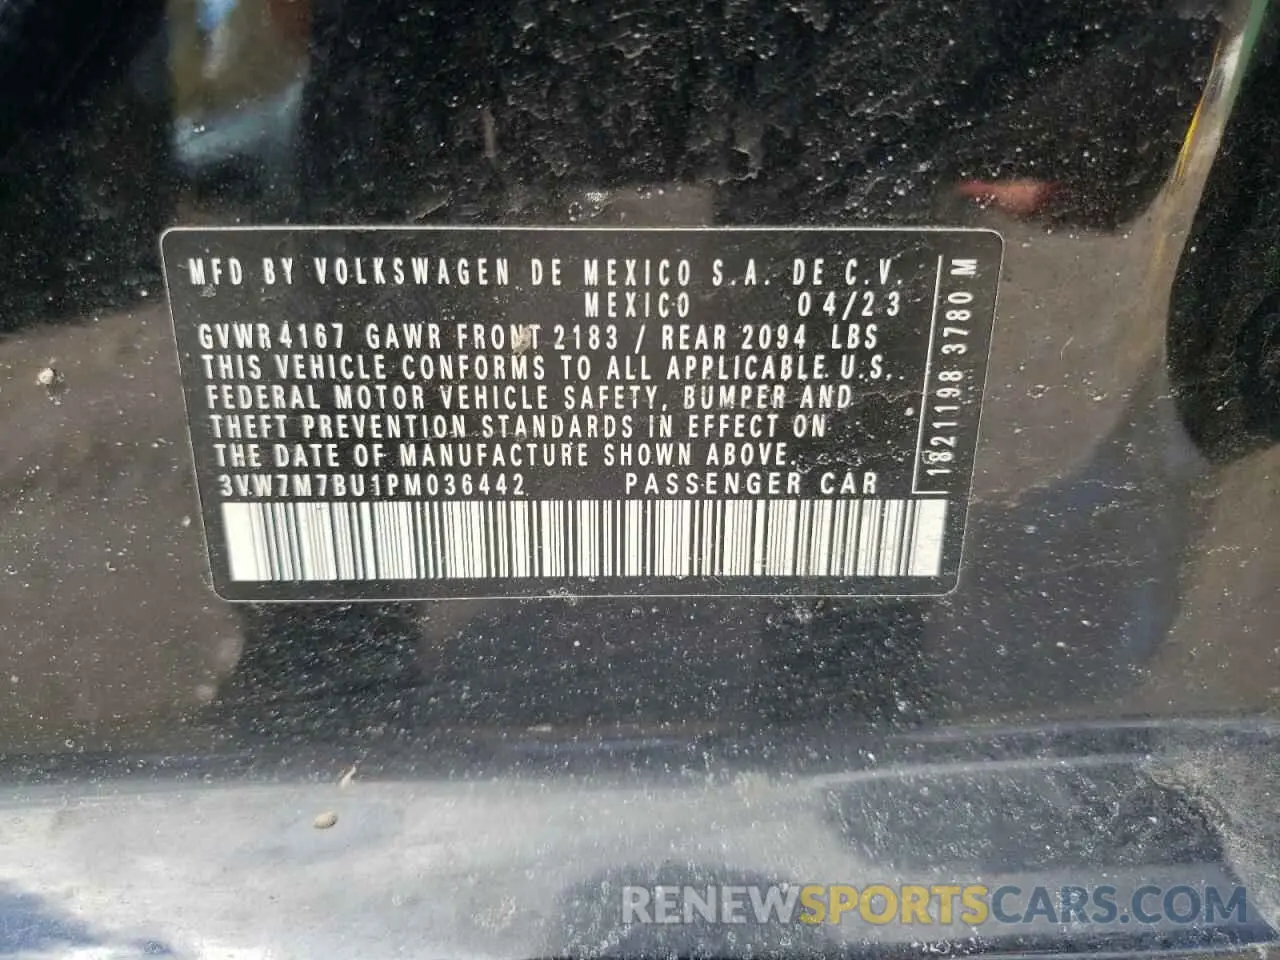 MFD BY VOLKSWAGEN DE MEXICO S.A. DE C.V.
MEXICO 04/23
GVWR 4167 GAWR FRONT 2183 / REAR 2094 LBS
THIS VEHICLE CONFORMS TO ALL APPLICABLE U.S.
FEDERAL MOTOR VEHICLE SAFETY, BUMPER AND
THEFT PREVENTION STANDARDS IN EFFECT ON
THE DATE OF MANUFACTURE SHOWN ABOVE.
3VW7M7BU1PM036442 PASSENGER CAR
1821198 3780 M
RENEWSPORTSCARS.COM